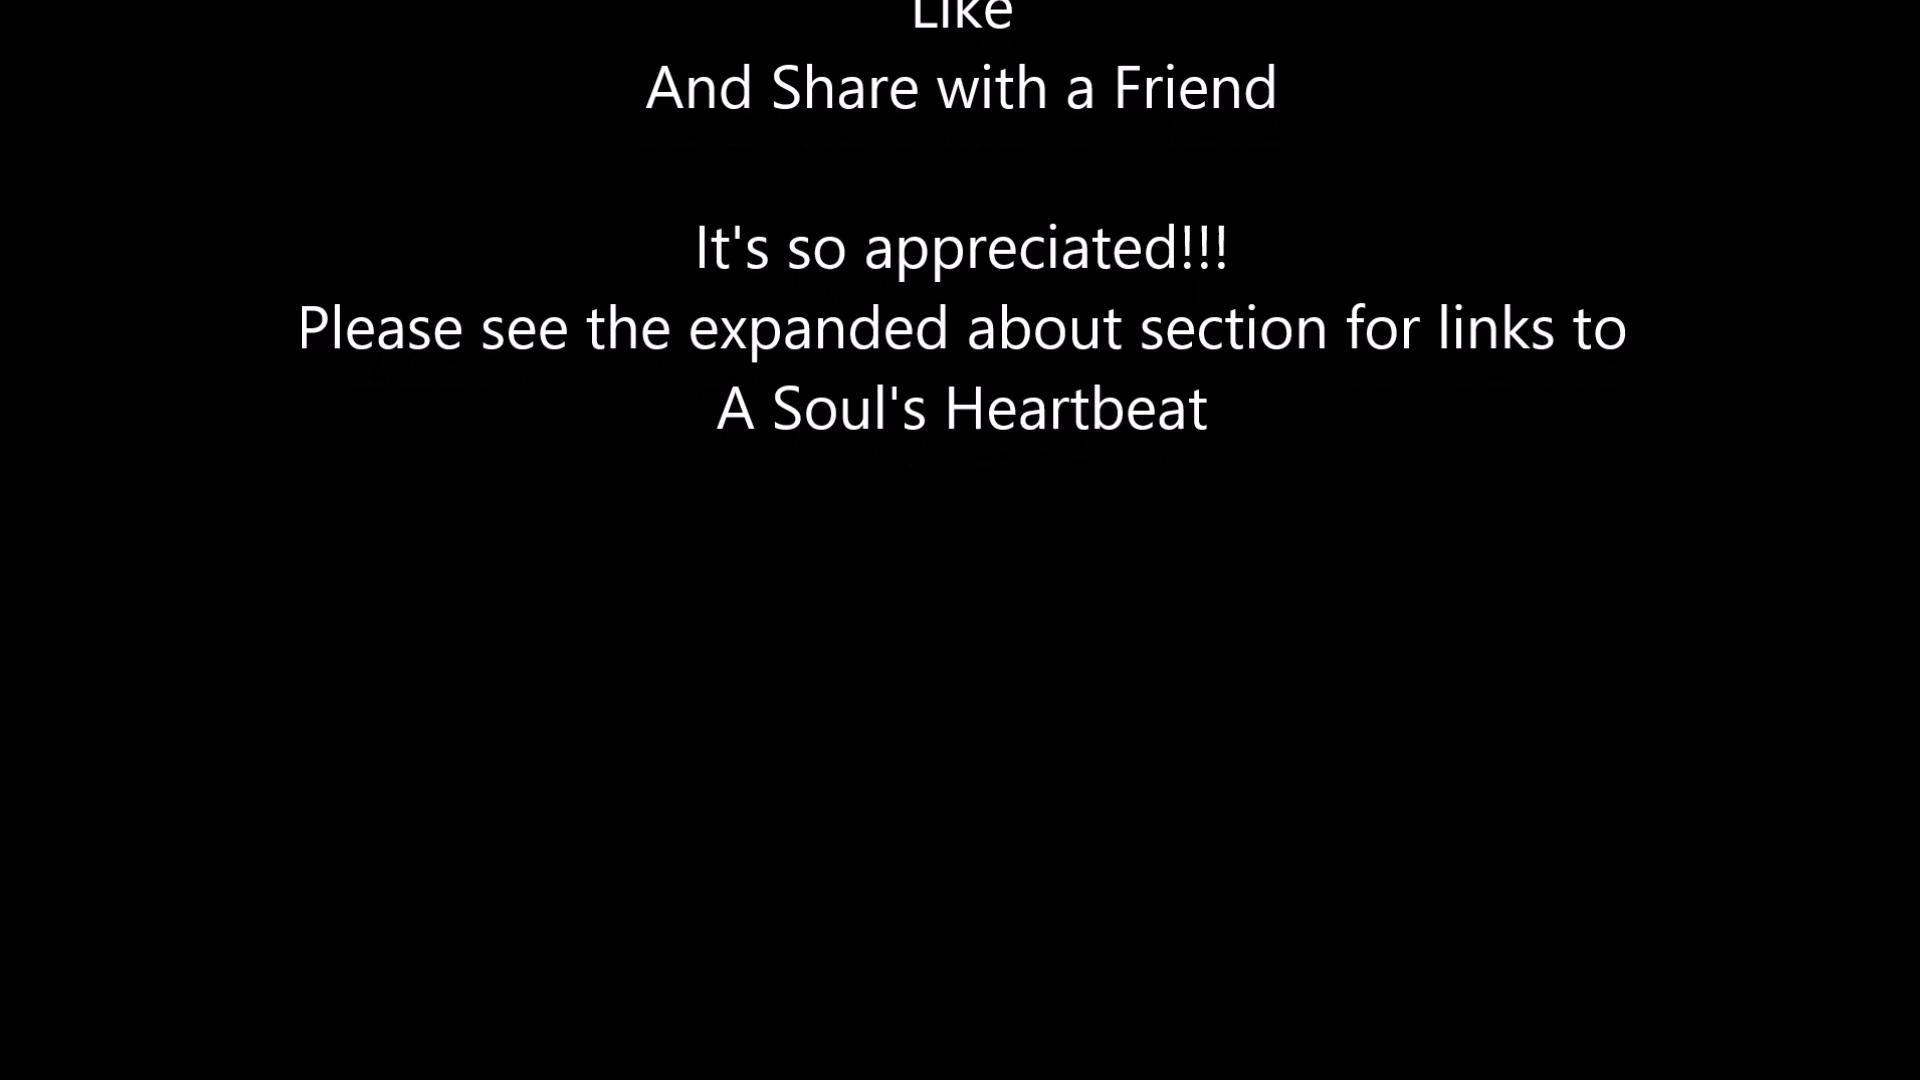 Like
And Share with a Friend
It's so appreciated!!!
Please see the expanded about section for links to
A Soul's Heartbeat